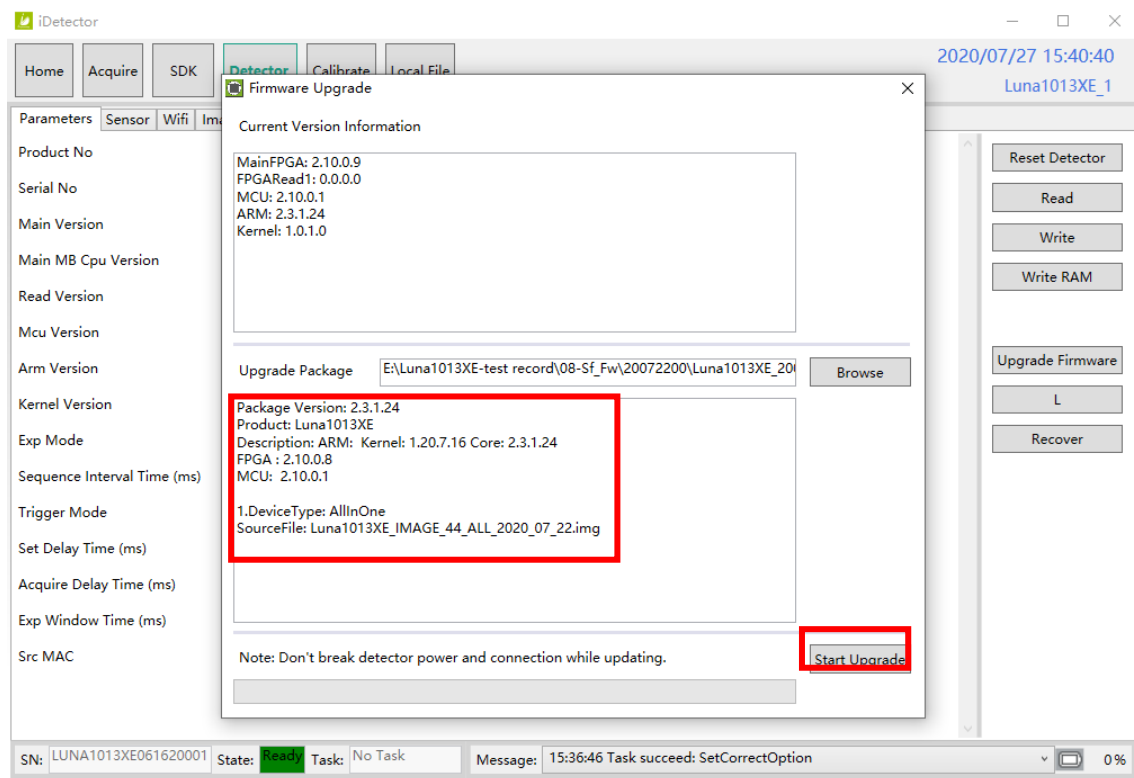 iDetector
Home
Acquire
SDK
Detector
Calibrate
Local File
2020/07/27 15:40:40
Luna1013XE_1
Firmware Upgrade
Parameters
Sensor
Wifi
Current Version Information
MainFPGA: 2.10.0.9
FPGARead1: 0.0.0.0
MCU: 2.10.0.1
ARM: 2.3.1.24
Kernel: 1.0.1.0
Product No
Serial No
Main Version
Main MB Cpu Version
Read Version
Mcu Version
Arm Version
Kernel Version
Exp Mode
Sequence Interval Time (ms)
Trigger Mode
Set Delay Time (ms)
Acquire Delay Time (ms)
Exp Window Time (ms)
Src MAC
Upgrade Package
E:\Luna1013XE-test record\08-Sf_Fw\20072200\Luna1013XE_20
Browse
Package Version: 2.3.1.24
Product: Luna1013XE
Description: ARM:  Kernel: 1.20.7.16 Core: 2.3.1.24
FPGA : 2.10.0.8
MCU:  2.10.0.1
1.DeviceType: AllInOne
SourceFile: Luna1013XE_IMAGE_44_ALL_2020_07_22.img
Note: Don't break detector power and connection while updating.
Start Upgrade
Reset Detector
Read
Write
Write RAM
Upgrade Firmware
L
Recover
SN: LUNA1013XE061620001 State: Ready Task: No Task Message: 15:36:46 Task succeed: SetCorrectOption 0%